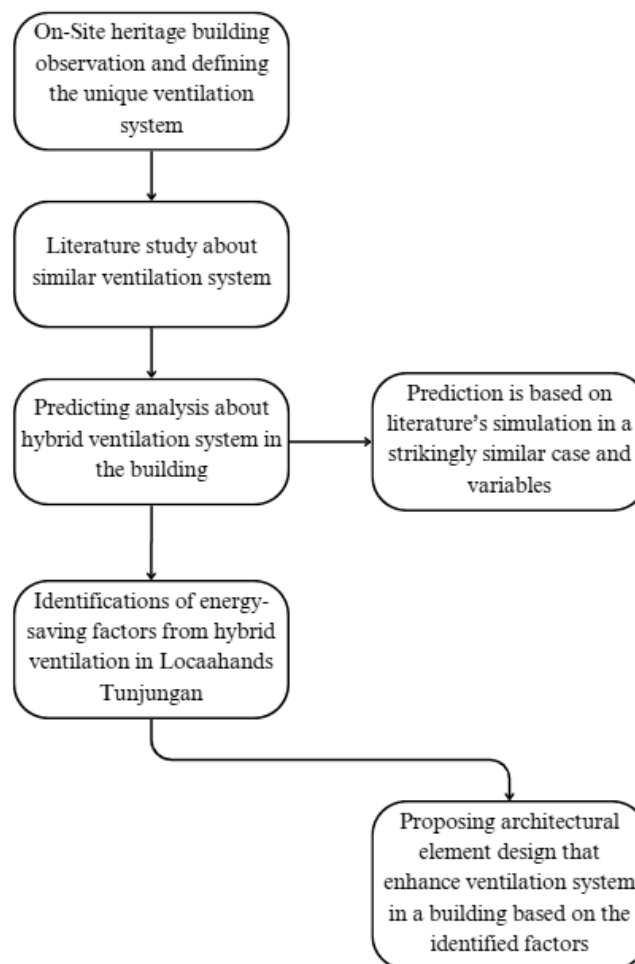 On-Site heritage building
observation and defining
the unique ventilation
system
Literature study about
similar ventilation system
Predicting analysis about
hybrid ventilation system in
the building
Prediction is based on
literature’s simulation in a
strikingly similar case and
variables
Identifications of energy-
saving factors from hybrid
ventilation in Locaahands
Tunjungan
Proposing architectural
element design that
enhance ventilation system
in a building based on the
identified factors